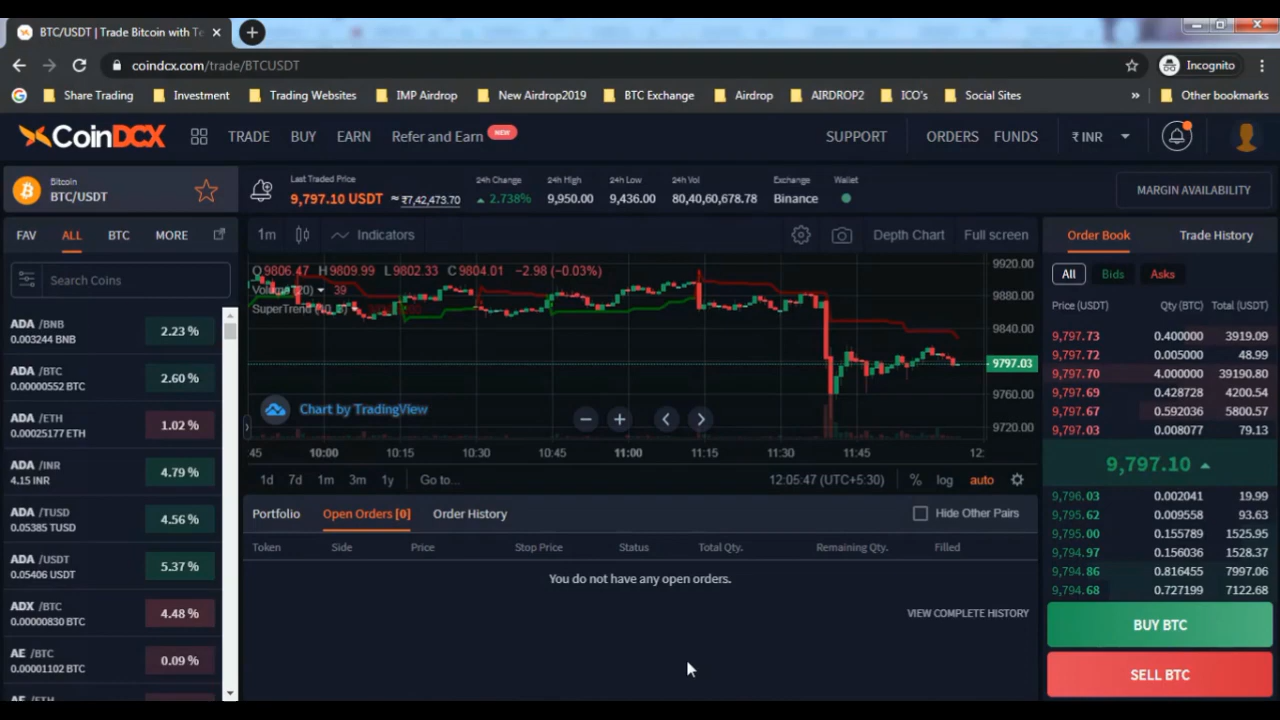 BTC/USDT | Trade Bitcoin with Te
coindcx.com/trade/BTCUSDT
Incognito
Share Trading
Investment
Trading Websites
IMP Airdrop
New Airdrop2019
BTC Exchange
Airdrop
AIRDROP2
ICO's
Social Sites
»
Other bookmarks
CoinDCX
TRADE
BUY
EARN
Refer and Earn
NEW
SUPPORT
ORDERS
FUNDS
₹ INR
Bitcoin
BTC/USDT
Last Traded Price
9,797.10 USDT ≈ ₹7,42,473.70
24h Change
▲ 2.738%
24h High
9,950.00
24h Low
9,436.00
24h Vol
80,40,60,678.78
Exchange
Binance
Wallet
MARGIN AVAILABILITY
FAV
ALL
BTC
MORE
Search Coins
ADA /BNB
0.003244 BNB
2.23 %
ADA /BTC
0.00000552 BTC
2.60 %
ADA /ETH
0.00025177 ETH
1.02 %
ADA /INR
4.15 INR
4.79 %
ADA /TUSD
0.05385 TUSD
4.56 %
ADA /USDT
0.05406 USDT
5.37 %
ADX /BTC
0.00000830 BTC
4.48 %
AE /BTC
0.00001102 BTC
0.09 %
1m
Indicators
Depth Chart
Full screen
O9806.47 H9809.99 L9802.33 C9804.01 −2.98 (−0.03%)
Volume (20) 39
9920.00
9880.00
9840.00
9797.03
9760.00
9720.00
Chart by TradingView
45
10:00
10:15
10:30
10:45
11:00
11:15
11:30
11:45
12:
1d
7d
1m
3m
1y
Go to...
12:05:47 (UTC+5:30)
%
log
auto
Portfolio
Open Orders [0]
Order History
Hide Other Pairs
Token
Side
Price
Stop Price
Status
Total Qty.
Remaining Qty.
Filled
You do not have any open orders.
VIEW COMPLETE HISTORY
Order Book
Trade History
All
Bids
Asks
Price (USDT) Qty (BTC) Total (USDT)
9,797.73 0.400000 3919.09
9,797.72 0.005000 48.99
9,797.70 4.000000 39190.80
9,797.69 0.428728 4200.54
9,797.67 0.592036 5800.57
9,797.03 0.008077 79.13
9,797.10
9,796.03 0.002041 19.99
9,795.62 0.009558 93.63
9,795.00 0.155789 1525.95
9,794.97 0.156036 1528.37
9,794.86 0.816455 7997.06
9,794.68 0.727199 7122.68
BUY BTC
SELL BTC